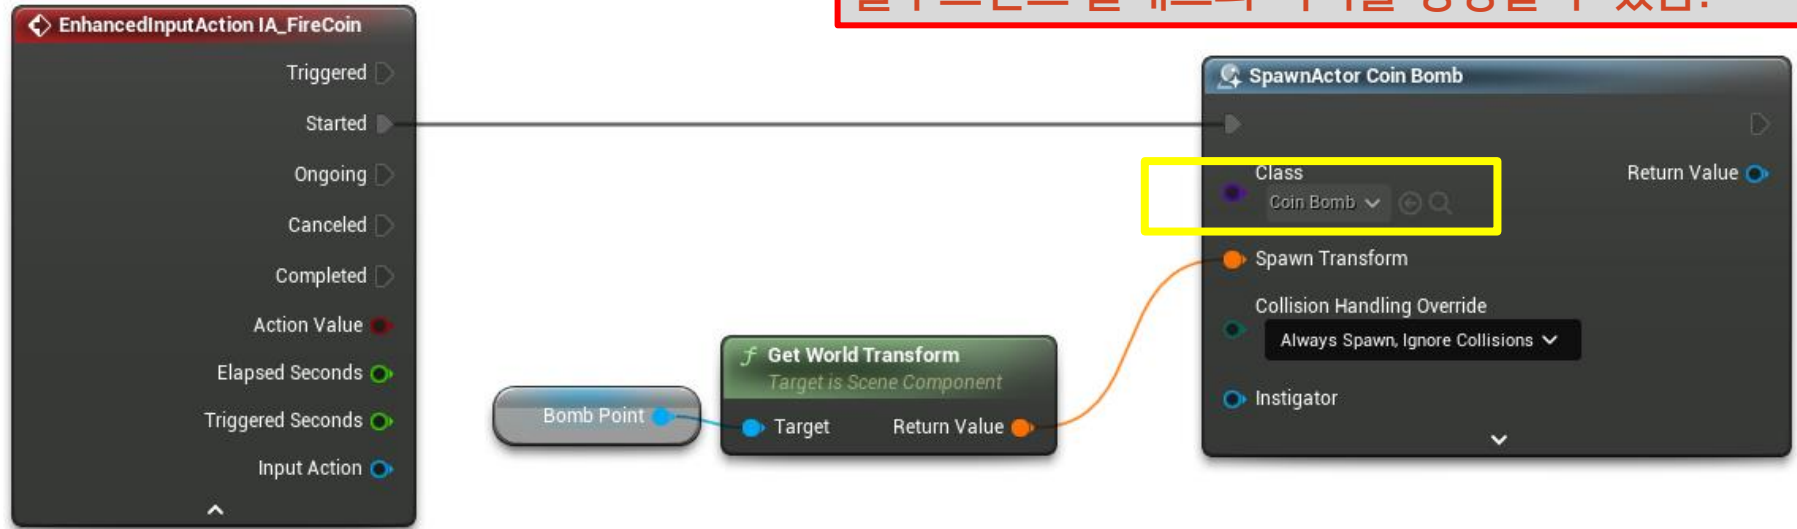 EnhancedInputAction IA_FireCoin
Triggered
Started
Ongoing
Canceled
Completed
Action Value
Elapsed Seconds
Triggered Seconds
Input Action
Bomb Point
Get World Transform
Target is Scene Component
Target
Return Value
SpawnActor Coin Bomb
Class
Coin Bomb
Return Value
Spawn Transform
Collision Handling Override
Always Spawn, Ignore Collisions
Instigator